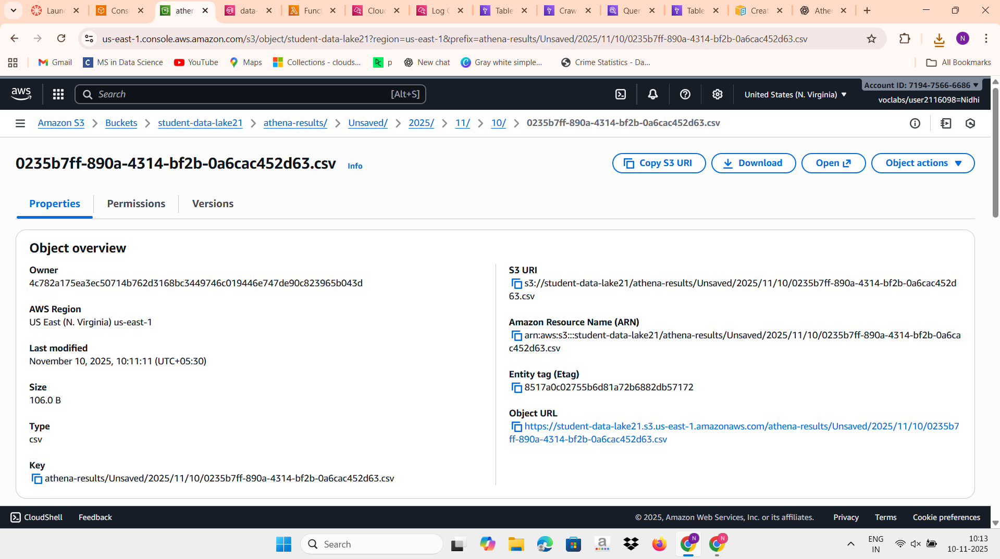 Laun
Cons
athen
data-
Funct
Cloud
Log G
Table
Craw
Quer
Table
Creat
Athen
us-east-1.console.aws.amazon.com/s3/object/student-data-lake21?region=us-east-1&prefix=athena-results/Unsaved/2025/11/10/0235b7ff-890a-4314-bf2b-0a6cac452d63.csv
N
Gmail
MS in Data Science
YouTube
Maps
Collections - clouds...
p
New chat
Gray white simple...
Crime Statistics - Da...
All Bookmarks
aws
Search
[Alt+S]
United States (N. Virginia)
Account ID: 7194-7566-6686
voclabs/user2116098=Nidhi
Amazon S3
Buckets
student-data-lake21
athena-results/
Unsaved/
2025/
11/
10/
0235b7ff-890a-4314-bf2b-0a6cac452d63.csv
0235b7ff-890a-4314-bf2b-0a6cac452d63.csv
Info
Copy S3 URI
Download
Open
Object actions
Properties
Permissions
Versions
Object overview
Owner
4c782a175ea3ec50714b762d3168bc3449746c019446e747de90c823965b043d
AWS Region
US East (N. Virginia) us-east-1
Last modified
November 10, 2025, 10:11:11 (UTC+05:30)
Size
106.0 B
Type
csv
Key
athena-results/Unsaved/2025/11/10/0235b7ff-890a-4314-bf2b-0a6cac452d63.csv
S3 URI
s3://student-data-lake21/athena-results/Unsaved/2025/11/10/0235b7ff-890a-4314-bf2b-0a6cac452d
63.csv
Amazon Resource Name (ARN)
arn:aws:s3:::student-data-lake21/athena-results/Unsaved/2025/11/10/0235b7ff-890a-4314-bf2b-0a6ca
c452d63.csv
Entity tag (Etag)
8517a0c02755b6d81a72b6882db57172
Object URL
https://student-data-lake21.s3.us-east-1.amazonaws.com/athena-results/Unsaved/2025/11/10/0235b7
ff-890a-4314-bf2b-0a6cac452d63.csv
CloudShell
Feedback
© 2025, Amazon Web Services, Inc. or its affiliates.
Privacy
Terms
Cookie preferences
Search
a
N
N
ENG
IN
10:13
10-11-2025